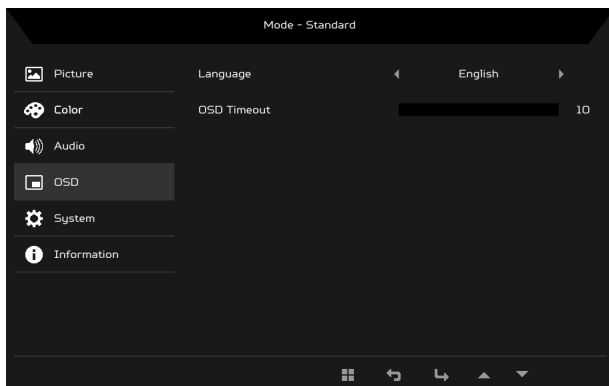 Mode - Standard
Picture
Language
English
Color
OSD Timeout
10
Audio
OSD
System
Information